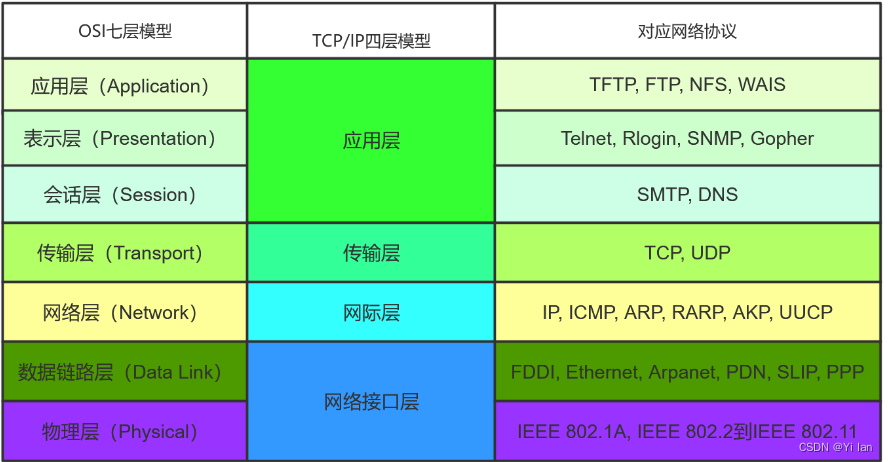 OSI七层模型 TCP/IP四层模型 对应网络协议
应用层（Application） TFTP, FTP, NFS, WAIS
表示层（Presentation） 应用层 Telnet, Rlogin, SNMP, Gopher
会话层（Session） SMTP, DNS
传输层（Transport） 传输层 TCP, UDP
网络层（Network） 网际层 IP, ICMP, ARP, RARP, AKP, UUCP
数据链路层（Data Link） FDDI, Ethernet, Arpanet, PDN, SLIP, PPP
网络接口层
物理层（Physical） IEEE 802.1A, IEEE 802.2到IEEE 802.11
CSDN @Yi Ian